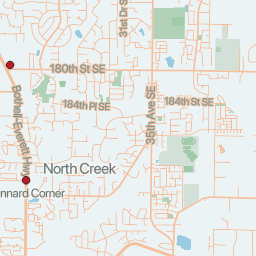 31st Dr S
180th St SE
184th Pl SE
184th St SE
Bothell-Everett Hwy
35th Ave SE
North Creek
nnard Corner